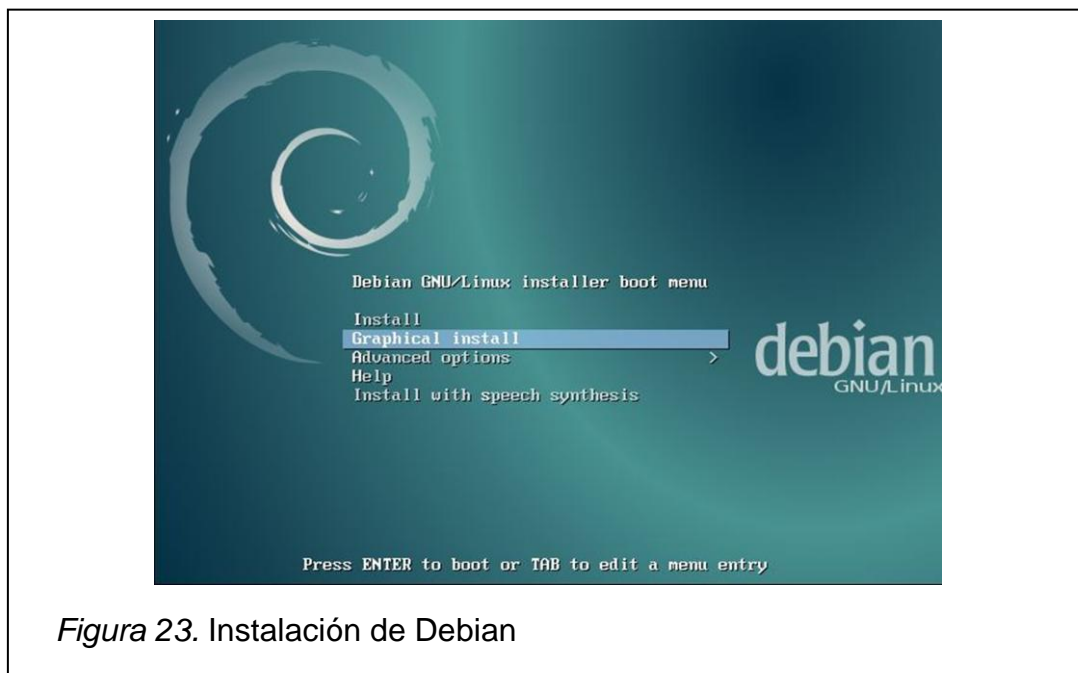 Debian GNU/Linux installer boot menu
Install
Graphical install
Advanced options >
Help
Install with speech synthesis
debian
GNU/Linux
Press ENTER to boot or TAB to edit a menu entry
Figura 23. Instalación de Debian